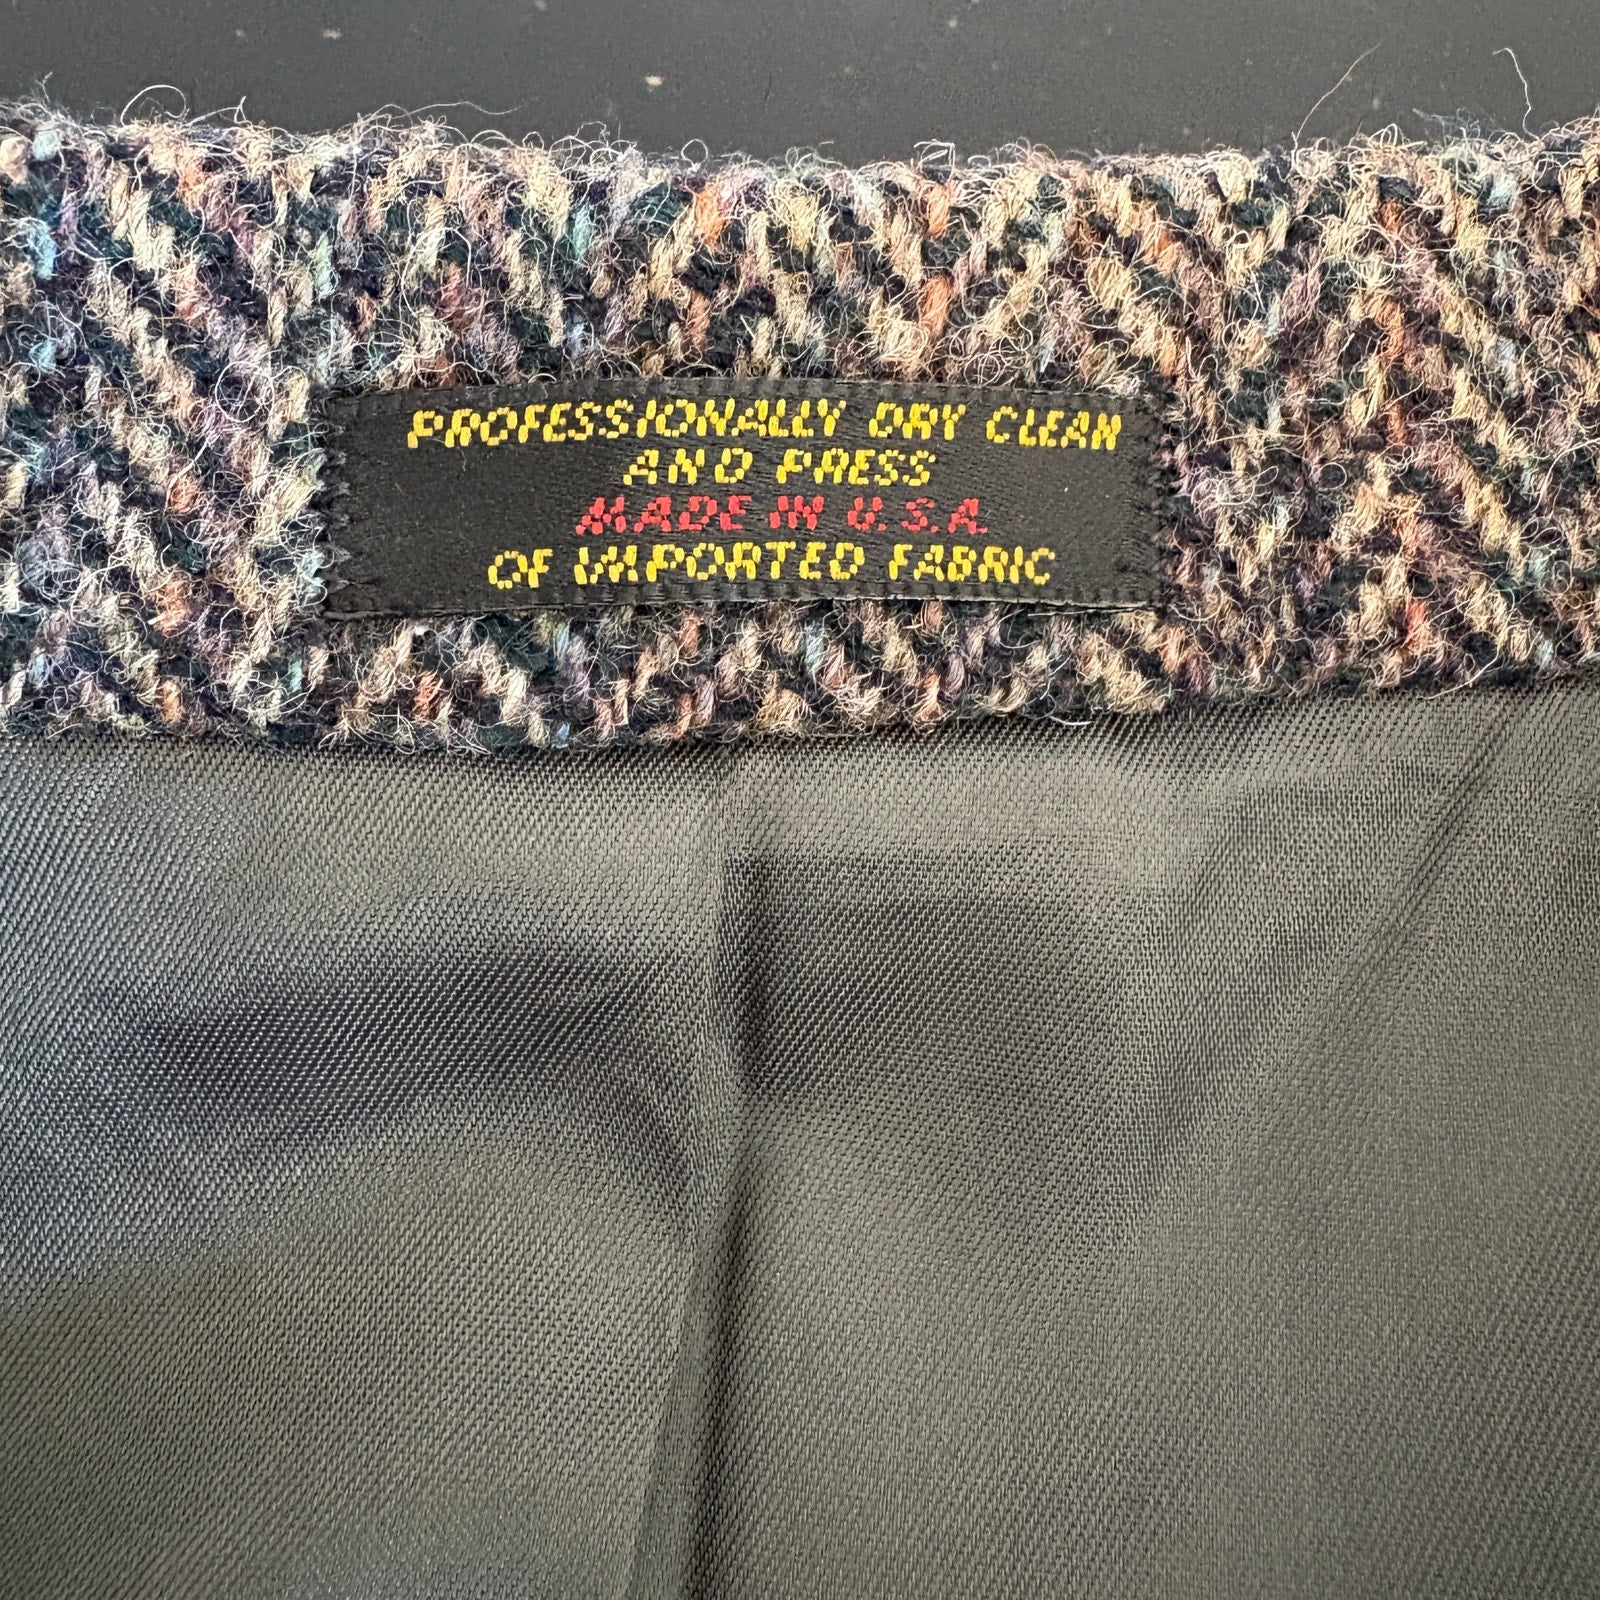 PROFESSIONALLY DRY CLEAN
AND PRESS
MADE IN U.S.A.
OF IMPORTED FABRIC